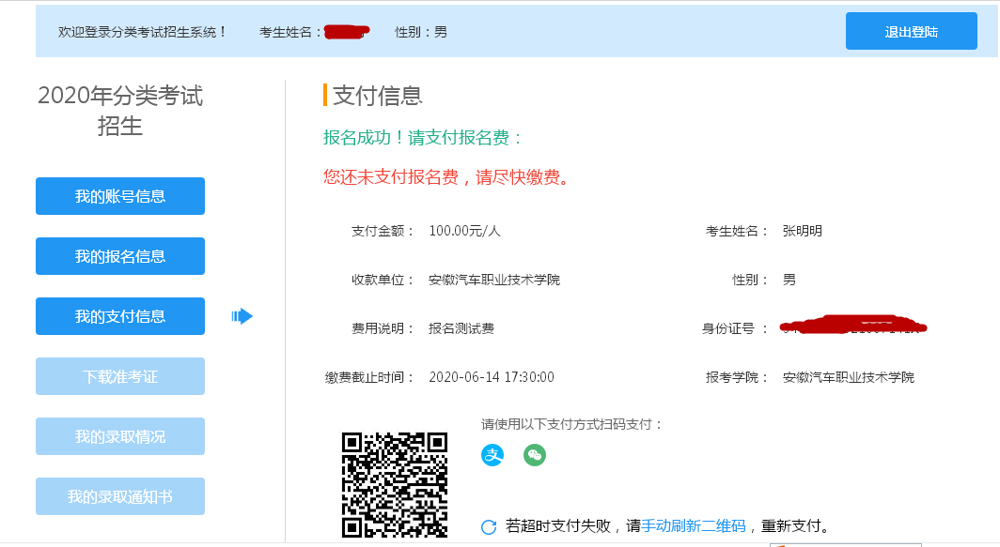 欢迎登录分类考试招生系统！ 考生姓名： 性别：男 退出登陆
2020年分类考试
招生
我的账号信息
我的报名信息
我的支付信息
下载准考证
我的录取情况
我的录取通知书
支付信息
报名成功！请支付报名费：
您还未支付报名费，请尽快缴费。
支付金额： 100.00元/人 考生姓名： 张明明
收款单位： 安徽汽车职业技术学院 性别： 男
费用说明： 报名测试费 身份证号 ：
缴费截止时间： 2020-06-14 17:30:00 报考学院： 安徽汽车职业技术学院
请使用以下支付方式扫码支付：
支
若超时支付失败，请手动刷新二维码，重新支付。